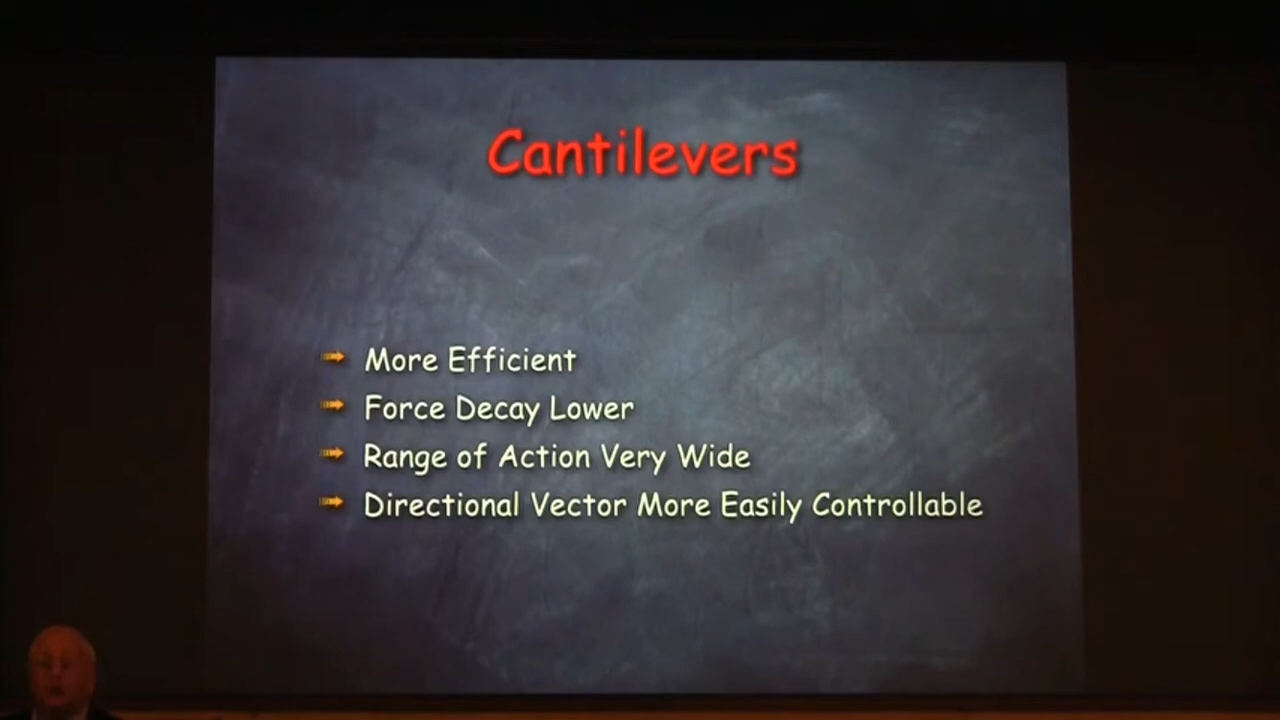 Cantilevers
More Efficient
Force Decay Lower
Range of Action Very Wide
Directional Vector More Easily Controllable